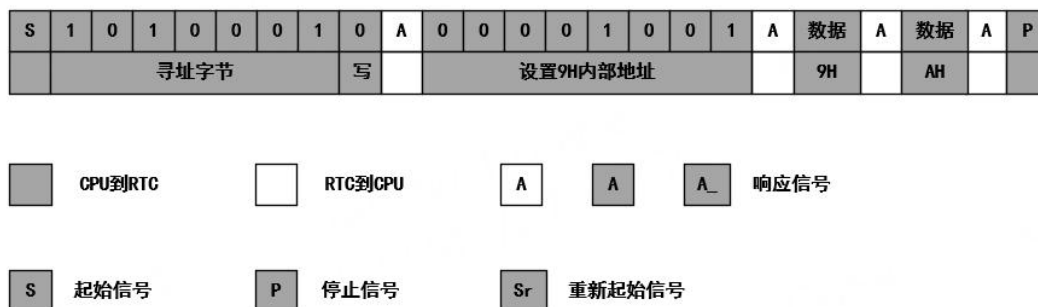 S 1 0 1 0 0 0 1 0 A 0 0 0 0 1 0 0 1 A 数据 A 数据 A P
寻址字节 写 设置9H内部地址 9H AH
CPU到RTC RTC到CPU A A A_ 响应信号
S 起始信号 P 停止信号 Sr 重新起始信号